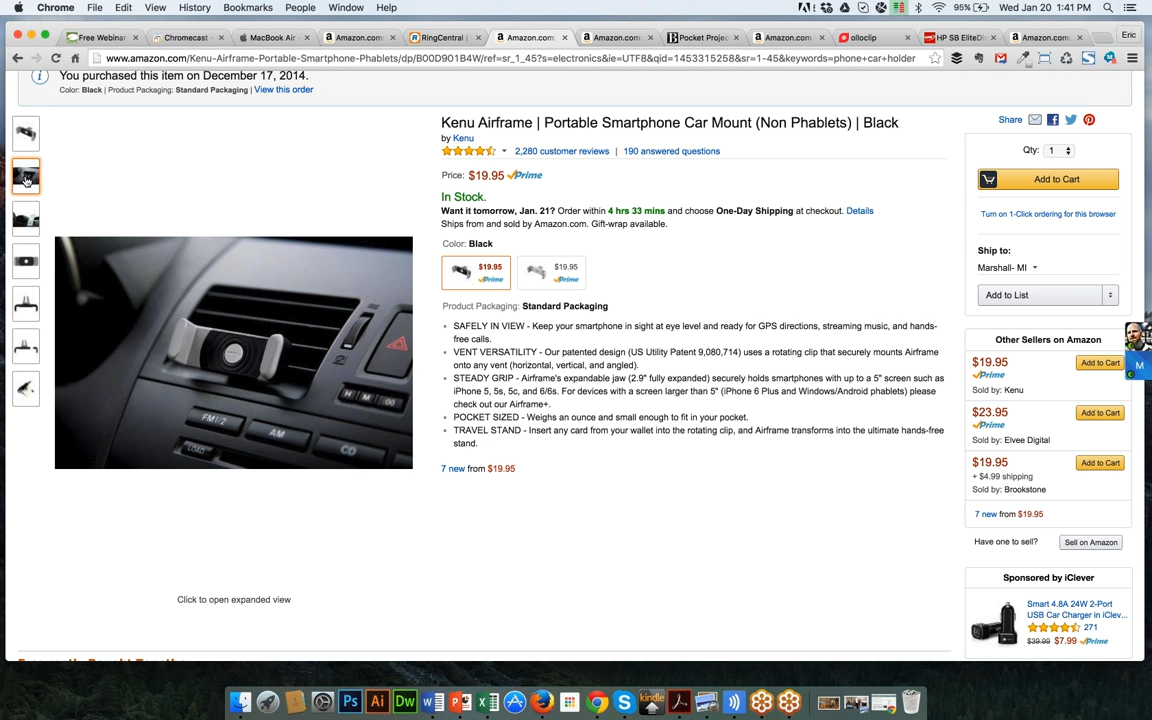 Chrome File Edit View History Bookmarks People Window Help 95% Wed Jan 20 1:41 PM
Free Webinar Chromecast MacBook Air Amazon.com: RingCentral Amazon.com: Amazon.com: Pocket Proje Amazon.com: olloclip HP SB EliteDi Amazon.com: Eric
www.amazon.com/Kenu-Airframe-Portable-Smartphone-Phablets/dp/B00D901B4W/ref=sr_1_45?s=electronics&ie=UTF8&qid=1453315258&sr=1-45&keywords=phone+car+holder
You purchased this item on December 17, 2014.
Color: Black | Product Packaging: Standard Packaging | View this order
Kenu Airframe | Portable Smartphone Car Mount (Non Phablets) | Black
by Kenu
2,280 customer reviews | 190 answered questions
Price: $19.95 Prime
In Stock.
Want it tomorrow, Jan. 21? Order within 4 hrs 33 mins and choose One-Day Shipping at checkout. Details
Ships from and sold by Amazon.com. Gift-wrap available.
Color: Black
$19.95 Prime $19.95 Prime
Product Packaging: Standard Packaging
SAFELY IN VIEW - Keep your smartphone in sight at eye level and ready for GPS directions, streaming music, and hands-
free calls.
VENT VERSATILITY - Our patented design (US Utility Patent 9,080,714) uses a rotating clip that securely mounts Airframe
onto any vent (horizontal, vertical, and angled).
STEADY GRIP - Airframe's expandable jaw (2.9" fully expanded) securely holds smartphones with up to a 5" screen such as
iPhone 5, 5s, 5c, and 6/6s. For devices with a screen larger than 5" (iPhone 6 Plus and Windows/Android phablets) please
check out our Airframe+.
POCKET SIZED - Weighs an ounce and small enough to fit in your pocket.
TRAVEL STAND - Insert any card from your wallet into the rotating clip, and Airframe transforms into the ultimate hands-free
stand.
7 new from $19.95
H M :00
FM1/2 AM CD
LOAD
Click to open expanded view
Share
Qty: 1
Add to Cart
Turn on 1-Click ordering for this browser
Ship to:
Marshall- MI
Add to List
Other Sellers on Amazon
$19.95 Add to Cart
Prime
Sold by: Kenu
M
$23.95 Add to Cart
Prime
Sold by: Elvee Digital
$19.95 Add to Cart
+ $4.99 shipping
Sold by: Brookstone
7 new from $19.95
Have one to sell? Sell on Amazon
Sponsored by iClever
Smart 4.8A 24W 2-Port
USB Car Charger in iClev...
271
$39.99 $7.99 Prime
Ps Ai Dw W P X S kindle